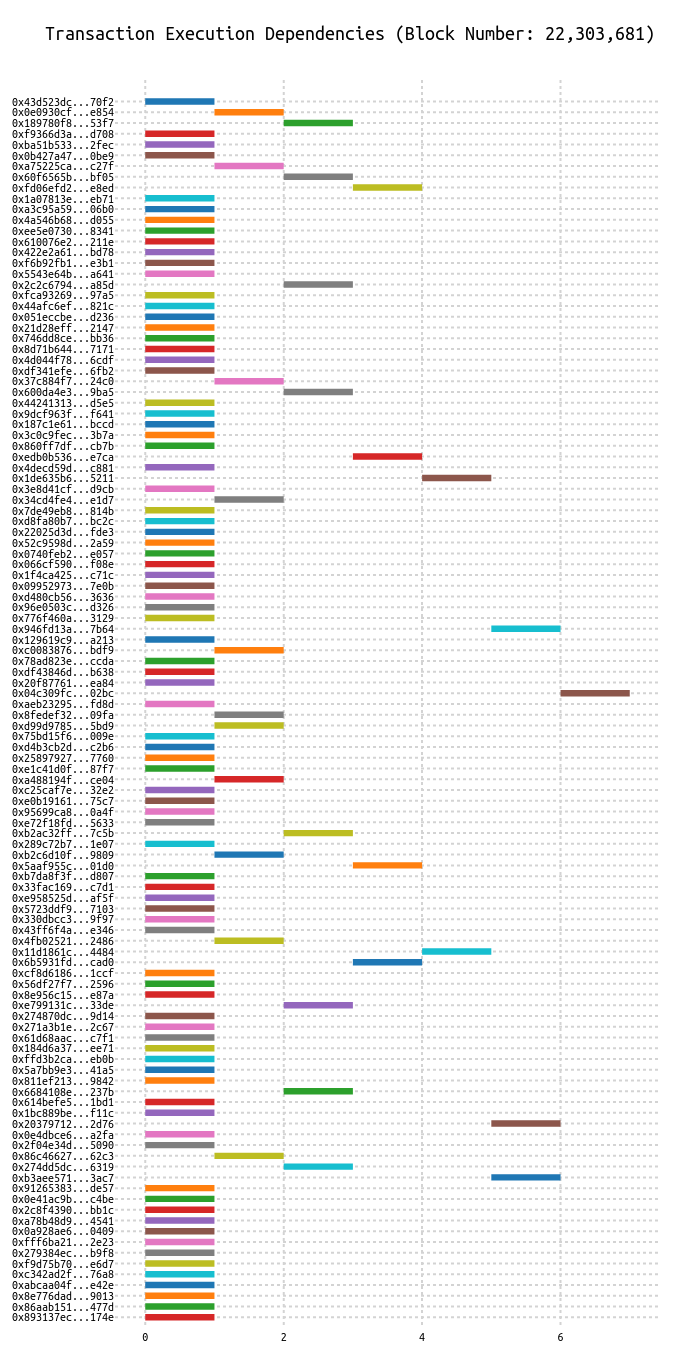 Transaction Execution Dependencies (Block Number: 22,303,681)
0x43d523dc...70f2
0x0e0930cf...e854
0x189780f8...53f7
0xf9366d3a...d708
0xba51b533...2fec
0x0b427a47...0be9
0xa75225ca...c27f
0x60f6565b...bf05
0xfd06efd2...e8ed
0x1a07813e...eb71
0xa3c95a59...06b0
0x4a546b68...d055
0xee5e0730...8341
0x610076e2...211e
0x422e2a61...bd78
0xf6b92fb1...e3b1
0x5543e64b...a641
0x2c2c6794...a85d
0xfca93269...97a5
0x44afc6ef...821c
0x051eccbe...d236
0x21d28eff...2147
0x746dd8ce...bb36
0x8d71b644...7171
0x4d044f78...6cdf
0xdf341efe...6fb2
0x37c884f7...24c0
0x600da4e3...9ba5
0x44241313...d5e5
0x9dcf963f...f641
0x187c1e61...bccd
0x3c0c9fec...3b7a
0x860ff7df...cb7b
0xedb0b536...e7ca
0x4decd59d...c881
0x1de635b6...5211
0x3e8d41cf...d9cb
0x34cd4fe4...e1d7
0x7de49eb8...814b
0xd8fa80b7...bc2c
0x22025d3d...fde3
0x52c9598d...2a59
0x0740feb2...e057
0x066cf590...f08e
0x1f4ca425...c71c
0x09952973...7e0b
0xd480cb56...3636
0x96e0503c...d326
0x776f460a...3129
0x946fd13a...7b64
0x129619c9...a213
0xc0083876...bdf9
0x78ad823e...ccda
0xdf43846d...b638
0x20f87761...ea84
0x04c309fc...02bc
0xaeb23295...fd8d
0x8fedef32...09fa
0xd99d9785...5bd9
0x75bd15f6...009e
0xd4b3cb2d...c2b6
0x25897927...7760
0xe1c41d0f...87f7
0xa488194f...ce04
0xc25caf7e...32e2
0xe0b19161...75c7
0x95699ca8...0a4f
0xe72f18fd...5633
0xb2ac32ff...7c5b
0x289c72b7...1e07
0xb2c6d10f...9809
0x5aaf955c...01d0
0xb7da8f3f...d807
0x33fac169...c7d1
0xe958525d...af5f
0x5723ddf9...7103
0x330dbcc3...9f97
0x43ff6f4a...e346
0x4fb02521...2486
0x11d1861c...4484
0x6b5931fd...cad0
0xcf8d6186...1ccf
0x56df27f7...2596
0x8e956c15...e87a
0xe799131c...33de
0x274870dc...9d14
0x271a3b1e...2c67
0x61d68aac...c7f1
0x184d6a37...ee71
0xffd3b2ca...eb0b
0x5a7bb9e3...41a5
0x811ef213...9842
0x6684108e...237b
0x614befe5...1bd1
0x1bc889be...f11c
0x20379712...2d76
0x0e4dbce6...a2fa
0x2f04e34d...5090
0x86c46627...62c3
0x274dd5dc...6319
0xb3aee571...3ac7
0x91265383...de57
0x0e41ac9b...c4be
0x2c8f4390...bb1c
0xa78b48d9...4541
0x0a928ae6...0409
0xfff6ba21...2e23
0x279384ec...b9f8
0xf9d75b70...e6d7
0xc342ad2f...76a8
0xabcaa04f...e42e
0x8e776dad...9013
0x86aab151...477d
0x893137ec...174e
0 2 4 6